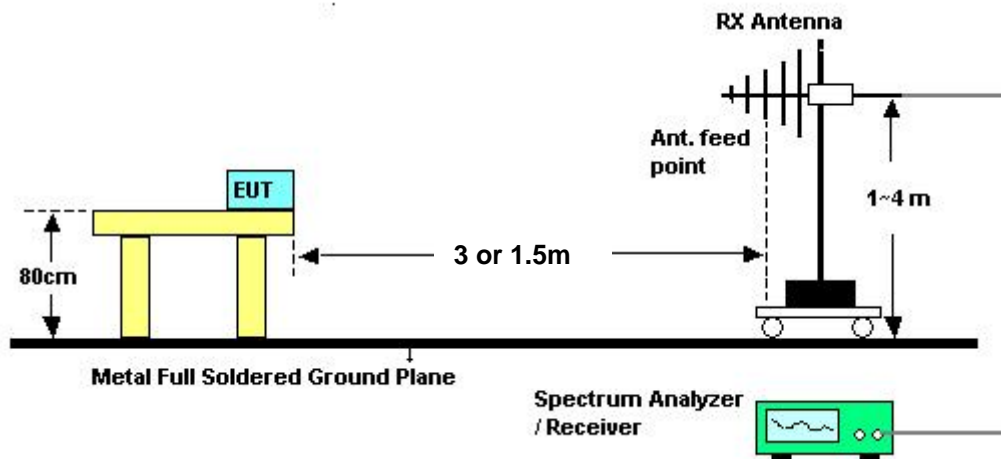 RX Antenna
Ant. feed
point
EUT
1~4 m
3 or 1.5m
80cm
Metal Full Soldered Ground Plane
Spectrum Analyzer
/ Receiver